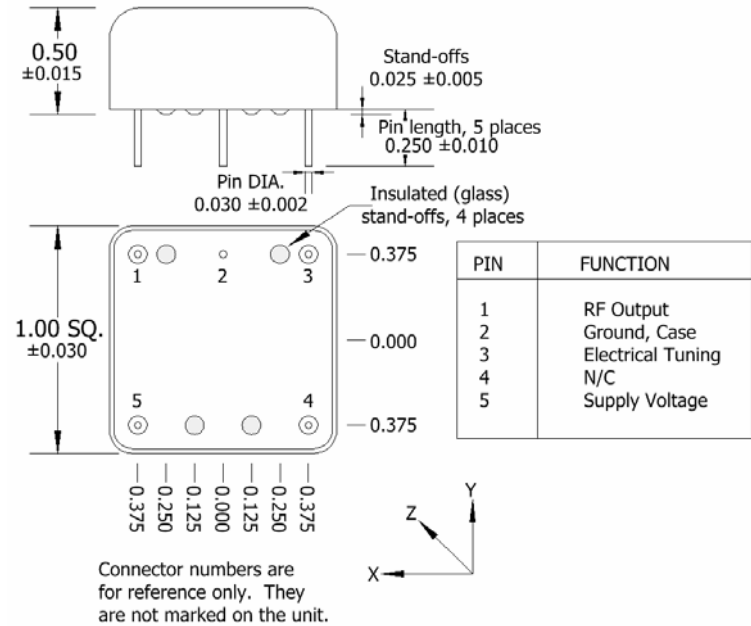 0.50
±0.015
Stand-offs
0.025 ±0.005
Pin length, 5 places
0.250 ±0.010
Pin DIA.
0.030 ±0.002
Insulated (glass)
stand-offs, 4 places
1.00 SQ.
±0.030
1
2
3
5
4
0.375
0.000
0.375
0.375
0.250
0.125
0.000
0.125
0.250
0.375
PIN FUNCTION
1 RF Output
2 Ground, Case
3 Electrical Tuning
4 N/C
5 Supply Voltage
Y
Z
X
Connector numbers are
for reference only. They
are not marked on the unit.